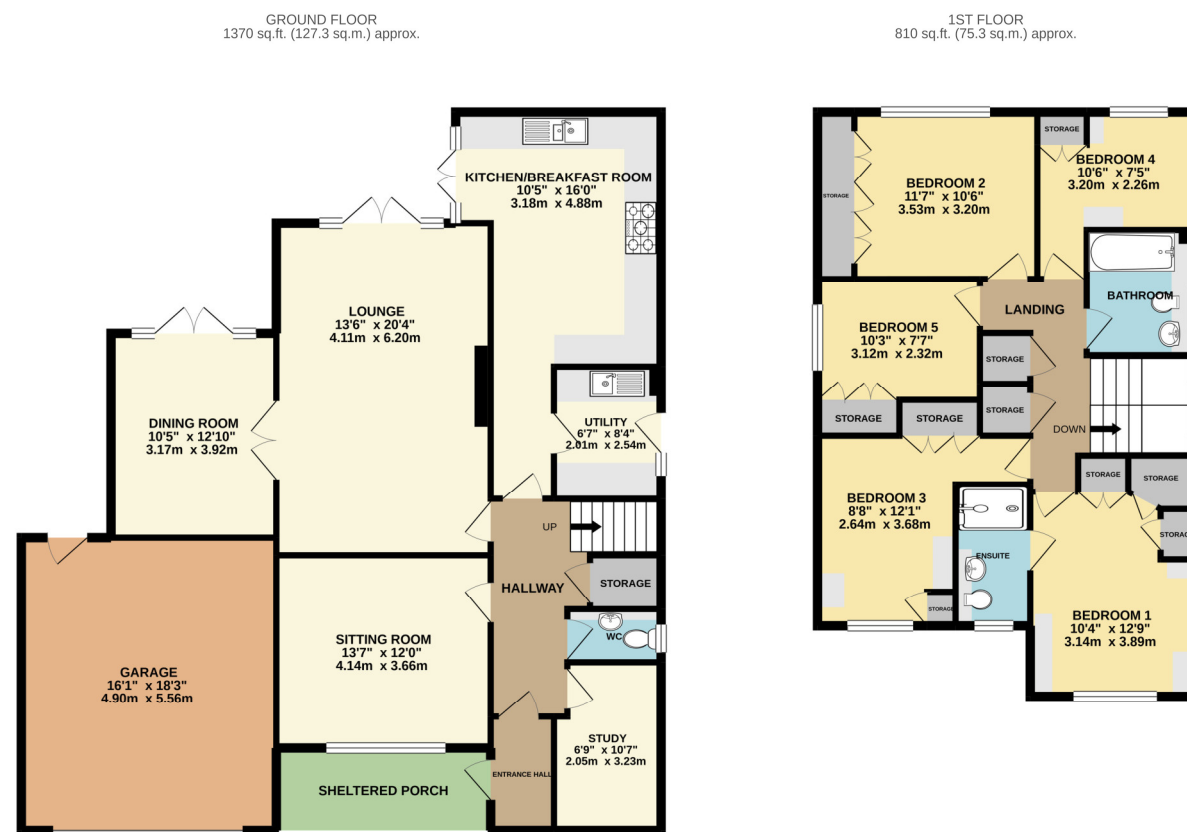 GROUND FLOOR
1370 sq.ft. (127.3 sq.m.) approx.
KITCHEN/BREAKFAST ROOM
10'5" x 16'0"
3.18m x 4.88m
LOUNGE
13'6" x 20'4"
4.11m x 6.20m
DINING ROOM
10'5" x 12'10"
3.17m x 3.92m
UTILITY
6'7" x 8'4"
2.01m x 2.54m
UP
HALLWAY
STORAGE
WC
SITTING ROOM
13'7" x 12'0"
4.14m x 3.66m
GARAGE
16'1" x 18'3"
4.90m x 5.56m
STUDY
6'9" x 10'7"
2.05m x 3.23m
ENTRANCE HALL
SHELTERED PORCH
1ST FLOOR
810 sq.ft. (75.3 sq.m.) approx.
STORAGE
BEDROOM 2
11'7" x 10'6"
3.53m x 3.20m
STORAGE
BEDROOM 4
10'6" x 7'5"
3.20m x 2.26m
BATHROOM
LANDING
BEDROOM 5
10'3" x 7'7"
3.12m x 2.32m
STORAGE
STORAGE
STORAGE
STORAGE
DOWN
BEDROOM 3
8'8" x 12'1"
2.64m x 3.68m
STORAGE
STORAGE
STORAGE
ENSUITE
STORAGE
BEDROOM 1
10'4" x 12'9"
3.14m x 3.89m